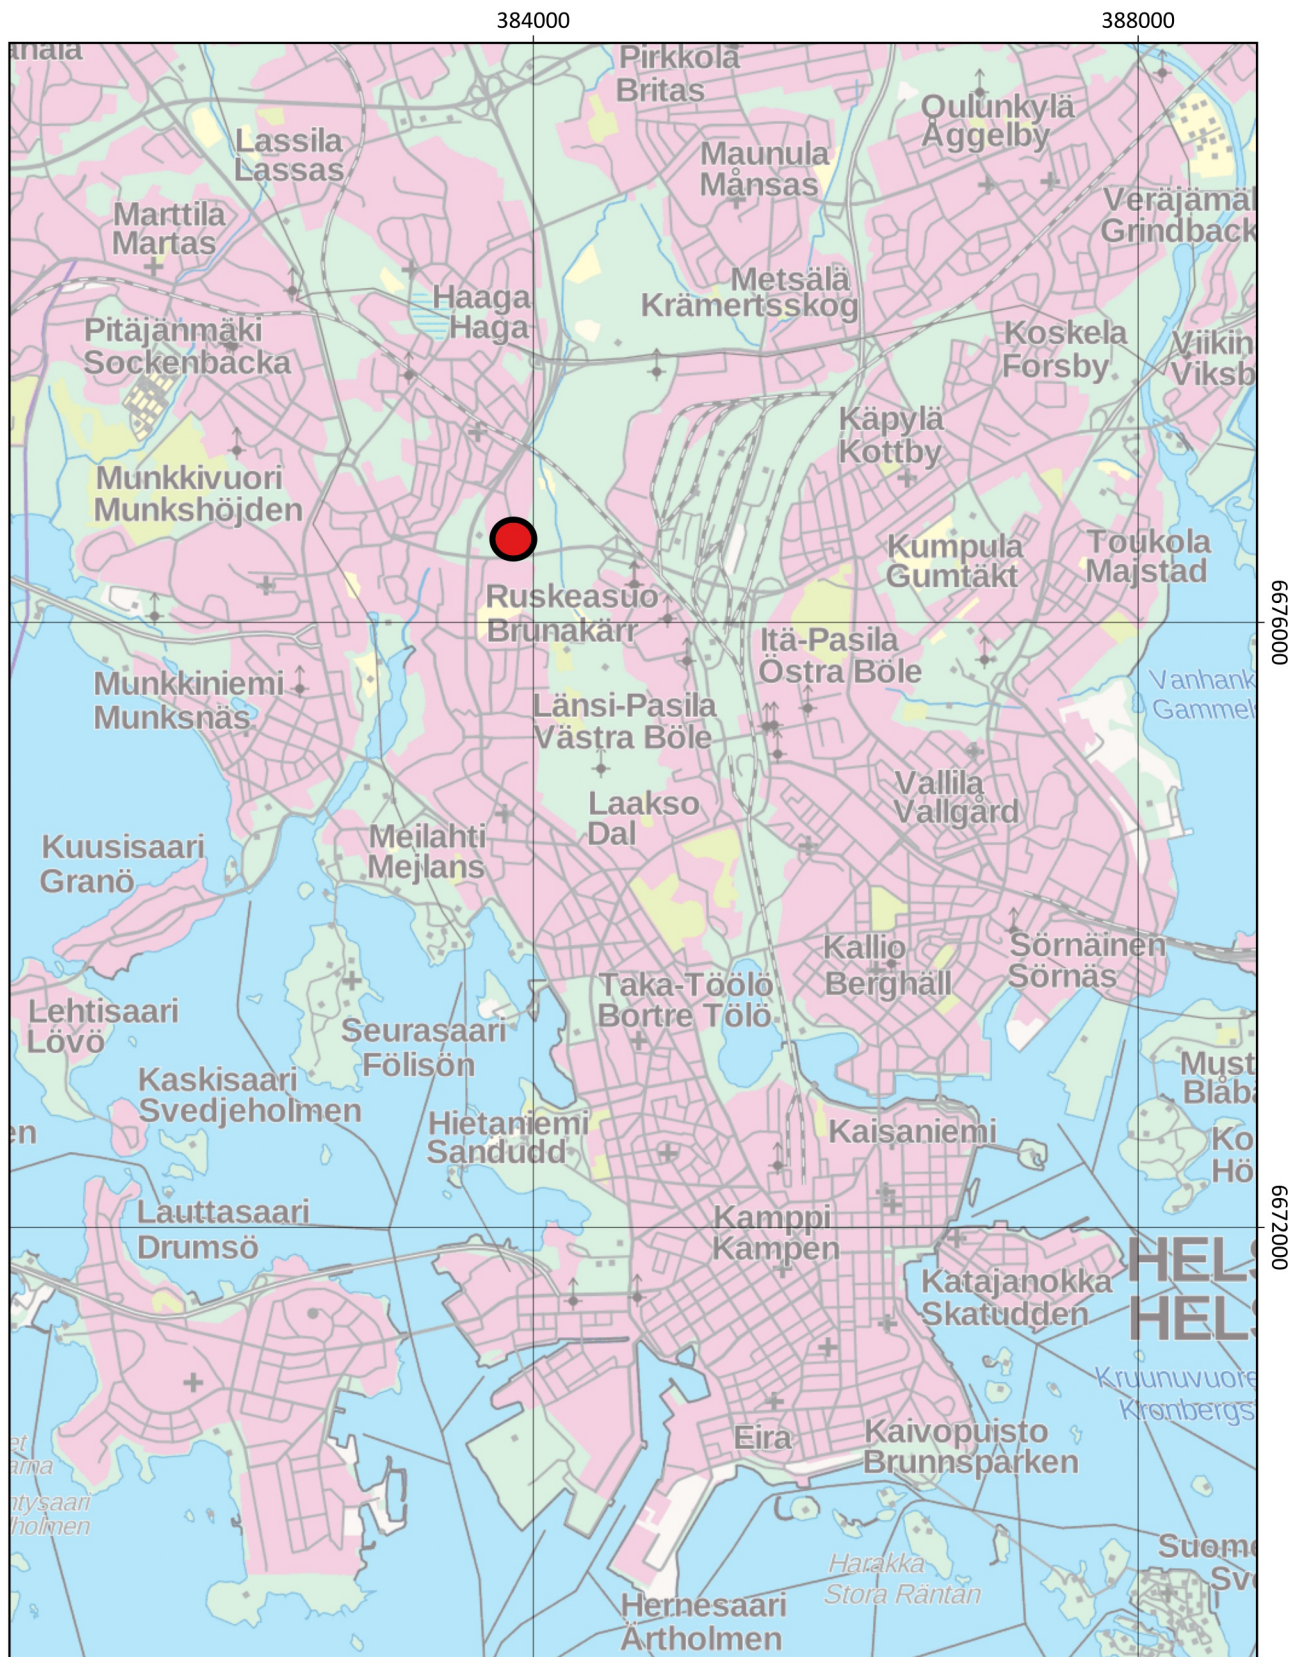 384000
388000
Pirkkola
Britas
Oulunkylä
Åggelby
Lassila
Lassas
Maunula
Månsas
Marttila
Martas
Grindback
Metsälä
Krämertsskog
Haaga
Haga
Pitäjänmäki
Sockenbacka
Koskela
Forsby
Viikin
Viksb
Käpylä
Kottby
Munkkivuori
Munkshöjden
Kumpula
Gumtäkt
Toukola
Majstad
Ruskeasuo
Brunakärr
6676000
Itä-Pasila
Östra Böle
Munkkiniemi
Munksnäs
Vanhank
Gammel
Länsi-Pasila
Västra Böle
Vallila
Vallgård
Laakso
Dal
Meilahti
Mejlans
Kuusisaari
Granö
Kallio
Berghäll
Sörnäinen
Sörnäs
Taka-Töölö
Bortre Tölö
Lehtisaari
Lövö
Seurasaari
Fölisön
Must
Blåba
Kaskisaari
Svedjeholmen
Hietaniemi
Sandudd
Kaisaniemi
en
Ko
Hö
Lauttasaari
Drumsö
Kamppi
Kampen
6672000
HELS
HELS
Katajanokka
Skatudden
Kruunuvuore
Kronbergs
Eira
Kaivopuisto
Brunnsparken
et
ntysaari
holmen
Suome
Sve
Harakka
Stora Räntan
Hernesaari
Ärtholmen